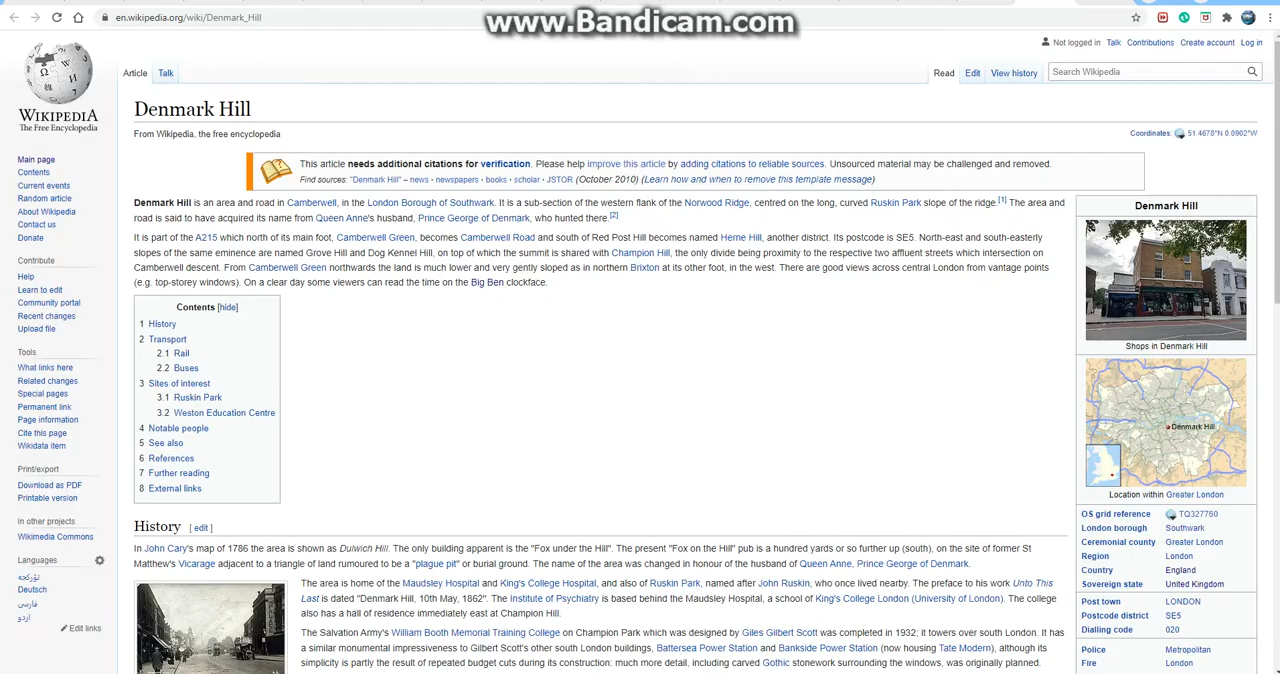 en.wikipedia.org/wiki/Denmark_Hill
www.Bandicam.com
Not logged in Talk Contributions Create account Log in
Article Talk
Read Edit View history Search Wikipedia
WIKIPEDIA
The Free Encyclopedia
Main page
Contents
Current events
Random article
About Wikipedia
Contact us
Donate
Contribute
Help
Learn to edit
Community portal
Recent changes
Upload file
Tools
What links here
Related changes
Special pages
Permanent link
Page information
Cite this page
Wikidata item
Print/export
Download as PDF
Printable version
In other projects
Wikimedia Commons
Languages
تۆرکجه
Deutsch
فارسی
اردو
Edit links
Denmark Hill
From Wikipedia, the free encyclopedia
Coordinates: 51.4678°N 0.0902°W
This article needs additional citations for verification. Please help improve this article by adding citations to reliable sources. Unsourced material may be challenged and removed.
Find sources: "Denmark Hill" – news · newspapers · books · scholar · JSTOR (October 2010) (Learn how and when to remove this template message)
Denmark Hill is an area and road in Camberwell, in the London Borough of Southwark. It is a sub-section of the western flank of the Norwood Ridge, centred on the long, curved Ruskin Park slope of the ridge.[1] The area and
road is said to have acquired its name from Queen Anne's husband, Prince George of Denmark, who hunted there.[2]
It is part of the A215 which north of its main foot, Camberwell Green, becomes Camberwell Road and south of Red Post Hill becomes named Herne Hill, another district. Its postcode is SE5. North-east and south-easterly
slopes of the same eminence are named Grove Hill and Dog Kennel Hill, on top of which the summit is shared with Champion Hill, the only divide being proximity to the respective two affluent streets which intersection on
Camberwell descent. From Camberwell Green northwards the land is much lower and very gently sloped as in northern Brixton at its other foot, in the west. There are good views across central London from vantage points
(e.g. top-storey windows). On a clear day some viewers can read the time on the Big Ben clockface.
Contents [hide]
1 History
2 Transport
2.1 Rail
2.2 Buses
3 Sites of interest
3.1 Ruskin Park
3.2 Weston Education Centre
4 Notable people
5 See also
6 References
7 Further reading
8 External links
History [ edit ]
In John Cary's map of 1786 the area is shown as Dulwich Hill. The only building apparent is the "Fox under the Hill". The present "Fox on the Hill" pub is a hundred yards or so further up (south), on the site of former St
Matthew's Vicarage adjacent to a triangle of land rumoured to be a "plague pit" or burial ground. The name of the area was changed in honour of the husband of Queen Anne, Prince George of Denmark.
The area is home of the Maudsley Hospital and King's College Hospital, and also of Ruskin Park, named after John Ruskin, who once lived nearby. The preface to his work Unto This
Last is dated "Denmark Hill, 10th May, 1862". The Institute of Psychiatry is based behind the Maudsley Hospital, a school of King's College London (University of London). The college
also has a hall of residence immediately east at Champion Hill.
The Salvation Army's William Booth Memorial Training College on Champion Park which was designed by Giles Gilbert Scott was completed in 1932; it towers over south London. It has
a similar monumental impressiveness to Gilbert Scott's other south London buildings, Battersea Power Station and Bankside Power Station (now housing Tate Modern), although its
simplicity is partly the result of repeated budget cuts during its construction: much more detail, including carved Gothic stonework surrounding the windows, was originally planned.
Denmark Hill
Shops in Denmark Hill
Denmark Hill
Location within Greater London
OS grid reference TQ327760
London borough Southwark
Ceremonial county Greater London
Region London
Country England
Sovereign state United Kingdom
Post town LONDON
Postcode district SE5
Dialling code 020
Police Metropolitan
Fire London